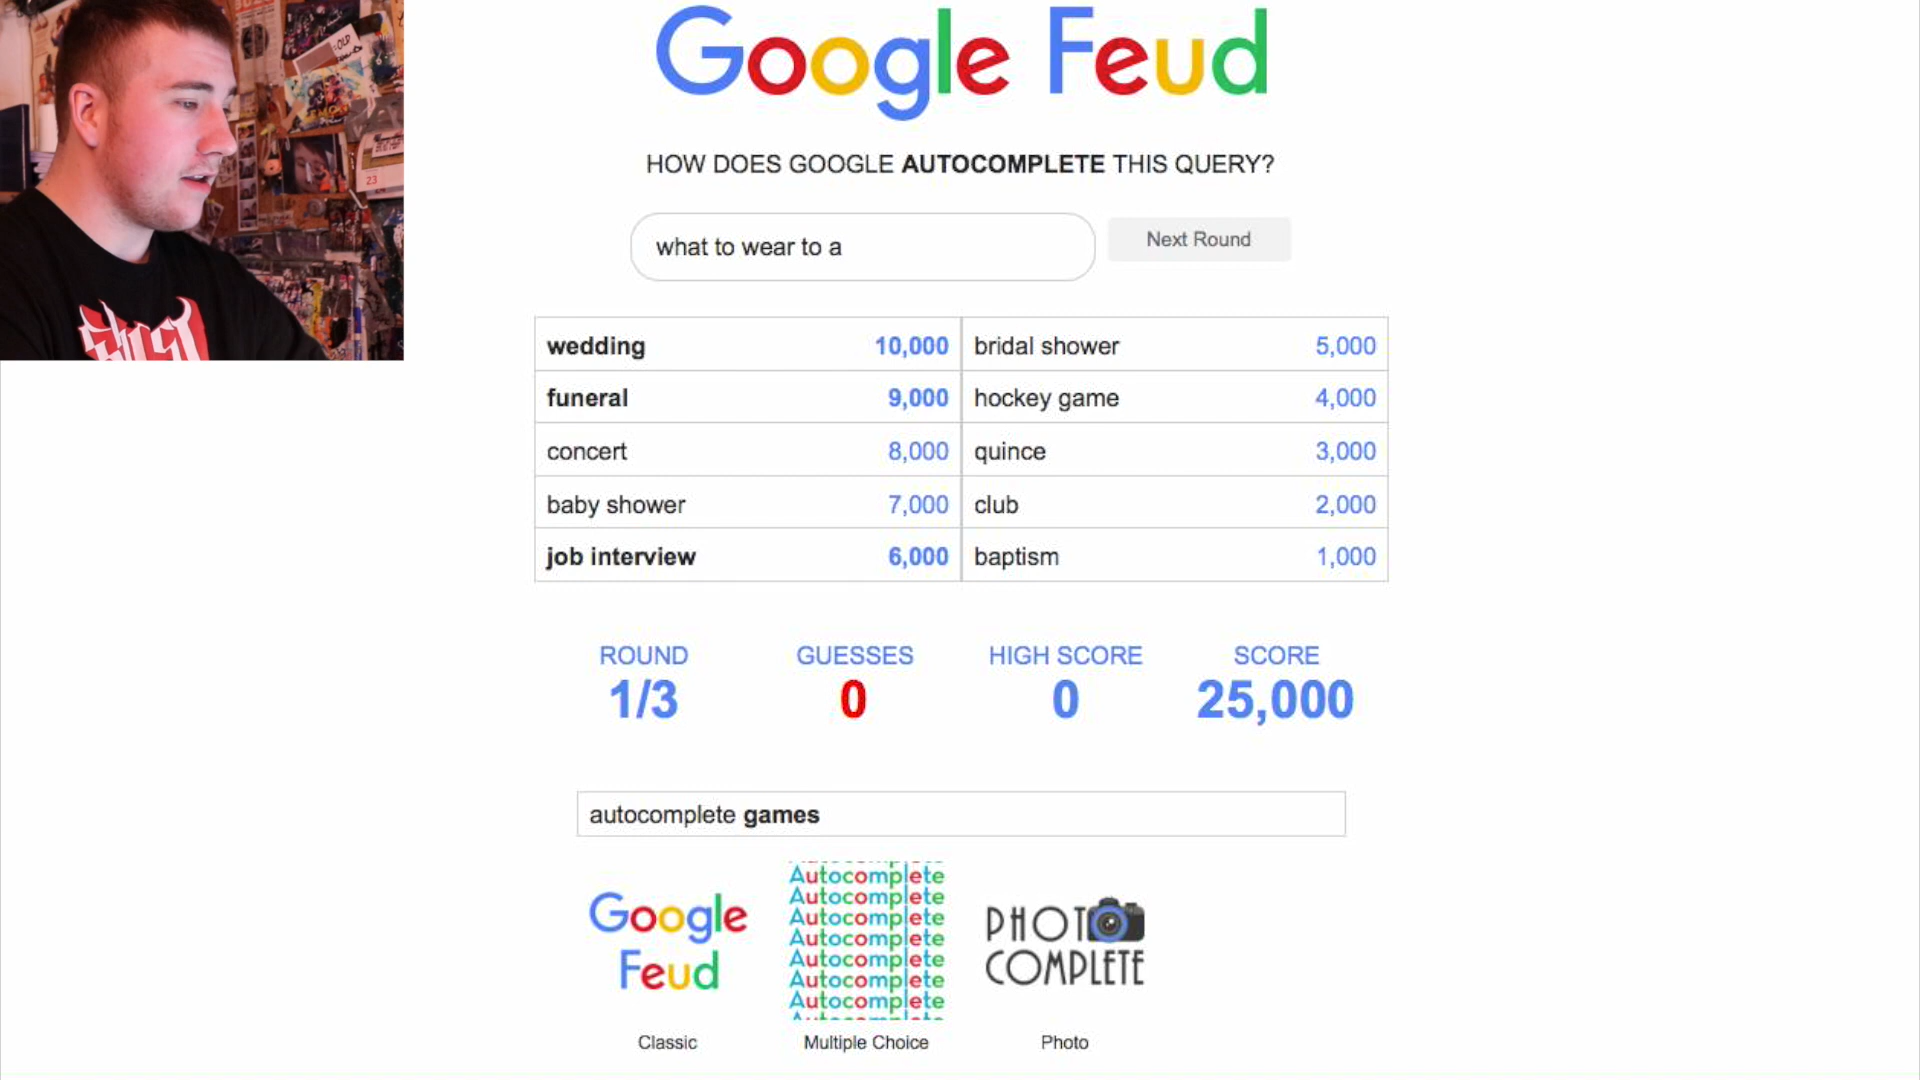 Google Feud
HOW DOES GOOGLE AUTOCOMPLETE THIS QUERY?
what to wear to a
Next Round
wedding 10,000 bridal shower 5,000
funeral 9,000 hockey game 4,000
concert 8,000 quince 3,000
baby shower 7,000 club 2,000
job interview 6,000 baptism 1,000
ROUND GUESSES HIGH SCORE SCORE
1/3 0 0 25,000
autocomplete games
Google
Feud
Autocomplete
Autocomplete
Autocomplete
Autocomplete
Autocomplete
Autocomplete
Autocomplete
PHOTO
COMPLETE
Classic Multiple Choice Photo
23